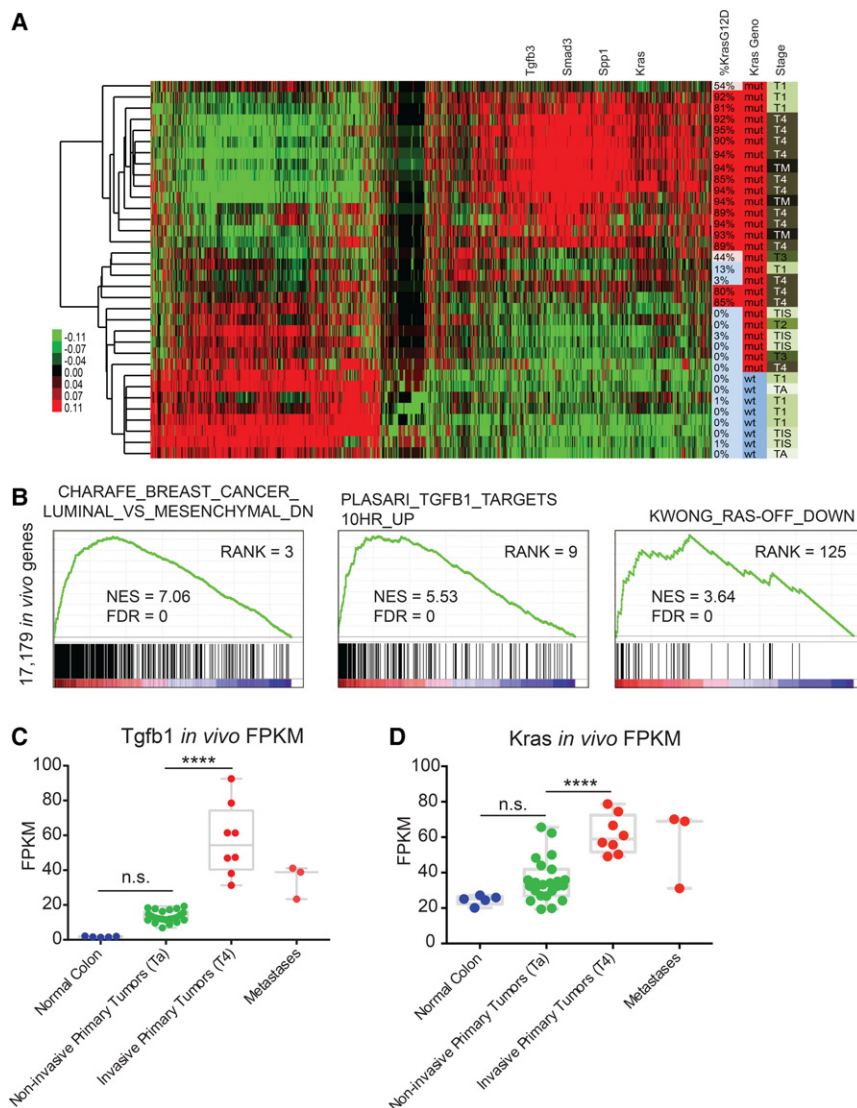 A
Tgfb3
Smad3
Spp1
Kras
%KrasG12D
Kras Geno
Stage
54% mut T1
92% mut T1
81% mut T1
92% mut T4
95% mut T4
90% mut T4
94% mut T4
94% mut TM
85% mut T4
94% mut T4
94% mut TM
89% mut T4
94% mut T4
93% mut TM
89% mut T4
44% mut T3
13% mut T1
3% mut T4
80% mut T4
85% mut T4
0% mut TIS
0% mut T2
3% mut TIS
0% mut TIS
0% mut T3
0% mut T4
0% wt T1
0% wt TA
1% wt T1
0% wt T1
0% wt T1
0% wt TIS
1% wt TIS
0% wt TA
-0.11
-0.07
-0.04
0.00
0.04
0.07
0.11
B
17,179 in vivo genes
CHARAFE_BREAST_CANCER_
LUMINAL_VS_MESENCHYMAL_DN
RANK = 3
NES = 7.06
FDR = 0
PLASARI_TGFB1_TARGETS
10HR_UP
RANK = 9
NES = 5.53
FDR = 0
KWONG_RAS-OFF_DOWN
RANK = 125
NES = 3.64
FDR = 0
C
Tgfb1 in vivo FPKM
****
n.s.
FPKM
100
80
60
40
20
0
Normal Colon
Non-invasive Primary Tumors (Ta)
Invasive Primary Tumors (T4)
Metastases
D
Kras in vivo FPKM
****
n.s.
FPKM
100
80
60
40
20
0
Normal Colon
Non-invasive Primary Tumors (Ta)
Invasive Primary Tumors (T4)
Metastases